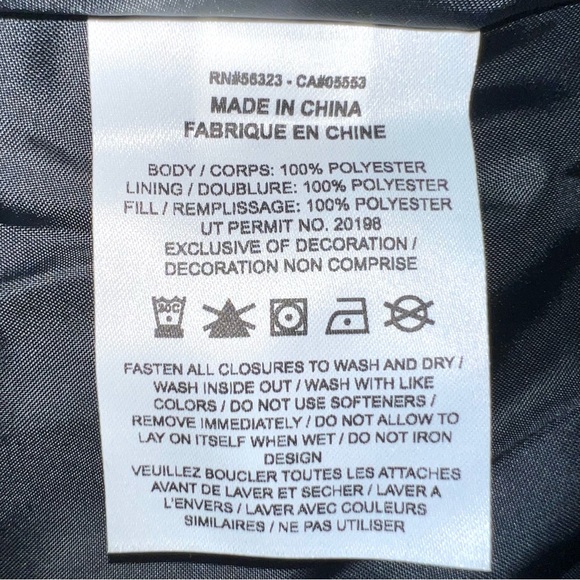 RN#56323 - CA#05553
MADE IN CHINA
FABRIQUE EN CHINE
BODY / CORPS: 100% POLYESTER
LINING / DOUBLURE: 100% POLYESTER
FILL / REMPLISSAGE: 100% POLYESTER
UT PERMIT NO. 20198
EXCLUSIVE OF DECORATION /
DECORATION NON COMPRISE
30C
FASTEN ALL CLOSURES TO WASH AND DRY /
WASH INSIDE OUT / WASH WITH LIKE
COLORS / DO NOT USE SOFTENERS /
REMOVE IMMEDIATELY / DO NOT ALLOW TO
LAY ON ITSELF WHEN WET / DO NOT IRON
DESIGN
VEUILLEZ BOUCLER TOUTES LES ATTACHES
AVANT DE LAVER ET SECHER / LAVER A
L'ENVERS / LAVER AVEC COULEURS
SIMILAIRES / NE PAS UTILISER